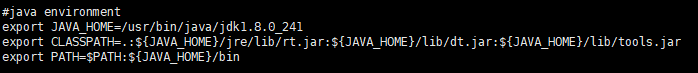 #java environment
export JAVA_HOME=/usr/bin/java/jdk1.8.0_241
export CLASSPATH=.:${JAVA_HOME}/jre/lib/rt.jar:${JAVA_HOME}/lib/dt.jar:${JAVA_HOME}/lib/tools.jar
export PATH=$PATH:${JAVA_HOME}/bin